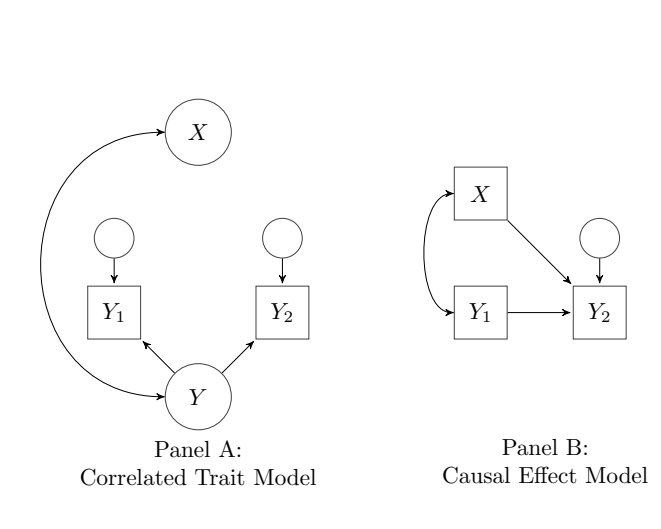 X
X
Y₁
Y₂
Y₁
Y₂
Y
Panel A:
Correlated Trait Model
Panel B:
Causal Effect Model